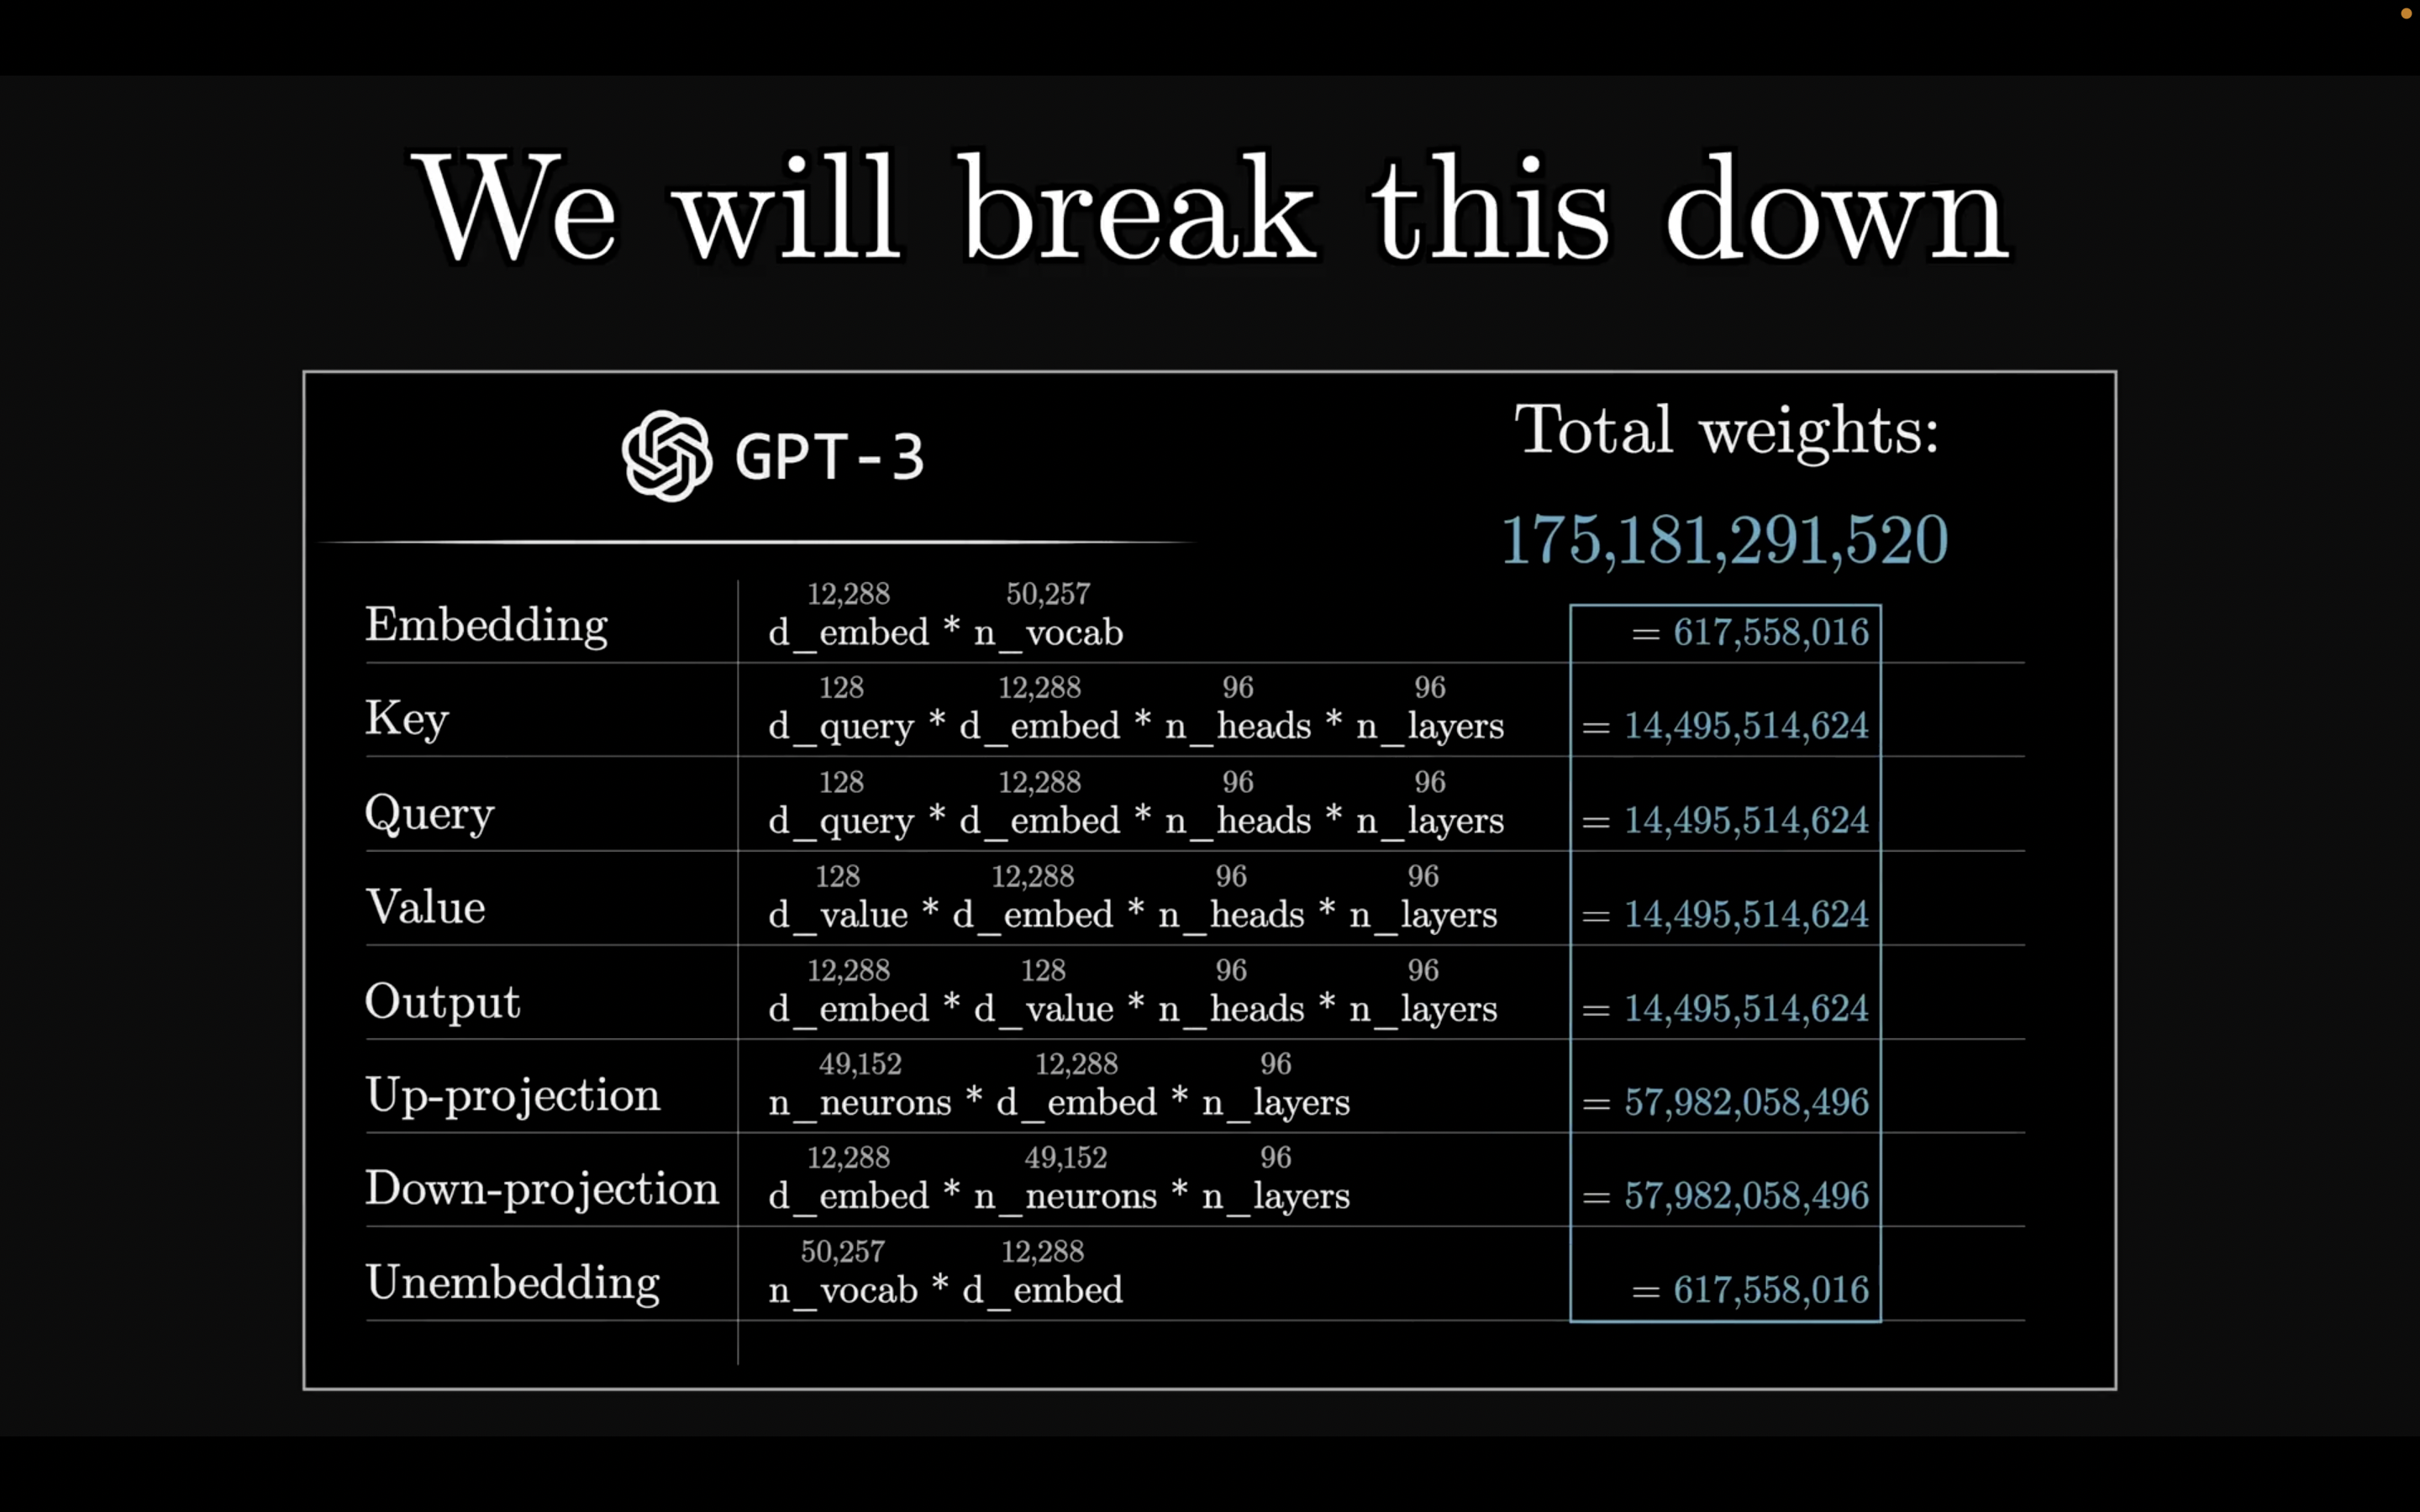 We will break this down
GPT-3
Total weights:
175,181,291,520
12,288 50,257
Embedding d_embed * n_vocab = 617,558,016
128 12,288 96 96
Key d_query * d_embed * n_heads * n_layers = 14,495,514,624
128 12,288 96 96
Query d_query * d_embed * n_heads * n_layers = 14,495,514,624
128 12,288 96 96
Value d_value * d_embed * n_heads * n_layers = 14,495,514,624
12,288 128 96 96
Output d_embed * d_value * n_heads * n_layers = 14,495,514,624
49,152 12,288 96
Up-projection n_neurons * d_embed * n_layers = 57,982,058,496
12,288 49,152 96
Down-projection d_embed * n_neurons * n_layers = 57,982,058,496
50,257 12,288
Unembedding n_vocab * d_embed = 617,558,016